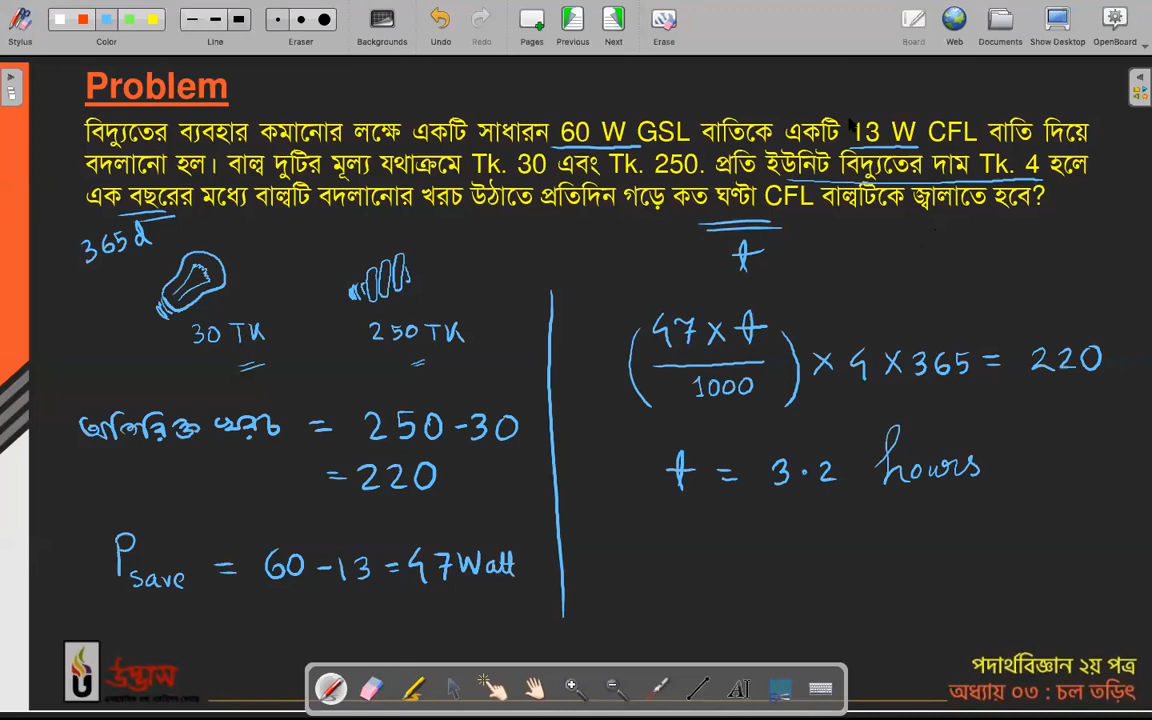 Stylus
Color
Line
Eraser
Backgrounds
Undo
Redo
Pages
Previous
Next
Erase
Board
Web
Documents
Show Desktop
OpenBoard
Problem
বিদ্যুতের ব্যবহার কমানোর লক্ষে একটি সাধারন 60 W GSL বাতিকে একটি 13 W CFL বাতি দিয়ে
বদলানো হল। বাল্ব দুটির মূল্য যথাক্রমে Tk. 30 এবং Tk. 250. প্রতি ইউনিট বিদ্যুতের দাম Tk. 4 হলে
এক বছরের মধ্যে বাল্বটি বদলানোর খরচ উঠাতে প্রতিদিন গড়ে কত ঘণ্টা CFL বাল্বটিকে জ্বালাতে হবে?
365d
t
30 TK
250 TK
অতিরিক্ত খরচ = 250 - 30
= 220
P save = 60 - 13 = 47 Watt
(47 × t / 1000) × 4 × 365 = 220
t = 3.2 hours
উদ্ভাস
পদার্থবিজ্ঞান ২য় পত্র
অধ্যায় ০৩ : চল তড়িৎ